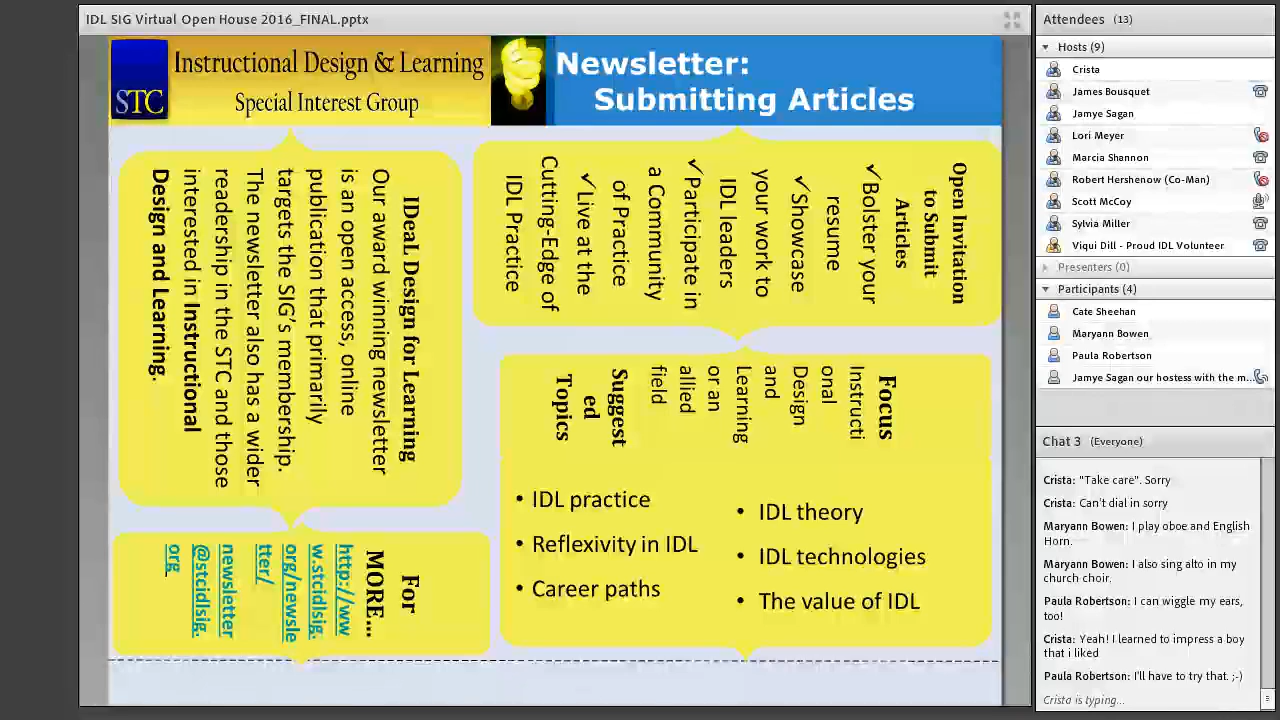 IDL SIG Virtual Open House 2016_FINAL.pptx
Instructional Design & Learning
Special Interest Group
STC
Newsletter:
Submitting Articles
IDeaL Design for Learning
Our award winning newsletter
is an open access, online
publication that primarily
targets the SIG's membership.
The newsletter also has a wider
readership in the STC and those
interested in Instructional
Design and Learning.
Open Invitation
to Submit
Articles
✓Bolster your
resume
✓Showcase
your work to
IDL leaders
✓Participate in
a Community
of Practice
✓Live at the
Cutting-Edge of
IDL Practice
Focus
Instructi
onal
Design
and
Learning
or an
allied
field
Suggest
ed
Topics
• IDL practice
• Reflexivity in IDL
• Career paths
• IDL theory
• IDL technologies
• The value of IDL
For
MORE...
http://ww
w.stcidlsig.
org/newsle
tter/
newsletter
@stcidlsig.
org
Attendees (13)
Hosts (9)
Crista
James Bousquet
Jamye Sagan
Lori Meyer
Marcia Shannon
Robert Hershenow (Co-Man)
Scott McCoy
Sylvia Miller
Viqui Dill - Proud IDL Volunteer
Presenters (0)
Participants (4)
Cate Sheehan
Maryann Bowen
Paula Robertson
Jamye Sagan our hostess with the m...
Chat 3 (Everyone)
Crista: "Take care". Sorry
Crista: Can't dial in sorry
Maryann Bowen: I play oboe and English
Horn.
Maryann Bowen: I also sing alto in my
church choir.
Paula Robertson: I can wiggle my ears,
too!
Crista: Yeah! I learned to impress a boy
that i liked
Paula Robertson: I'll have to try that. ;-)
Crista is typing...